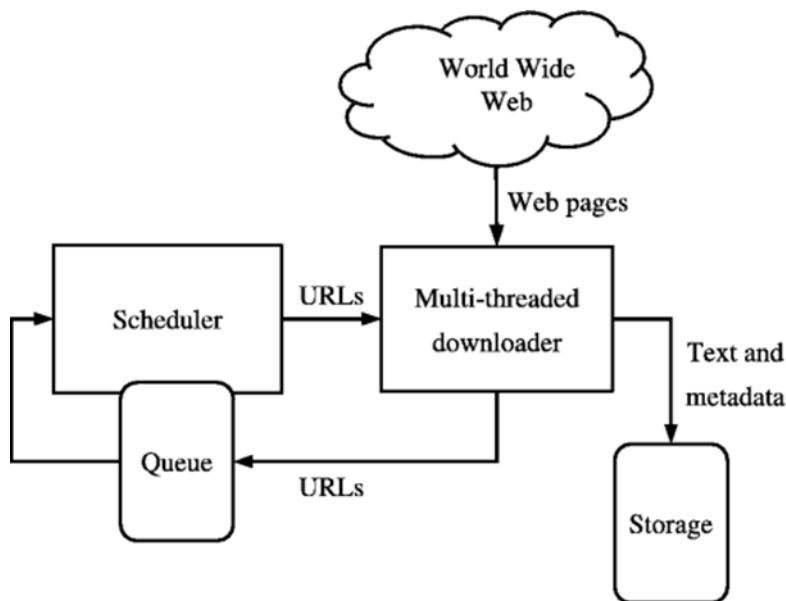 World Wide
Web
Web pages
Scheduler
URLs
Multi-threaded
downloader
Text and
metadata
Queue
URLs
Storage